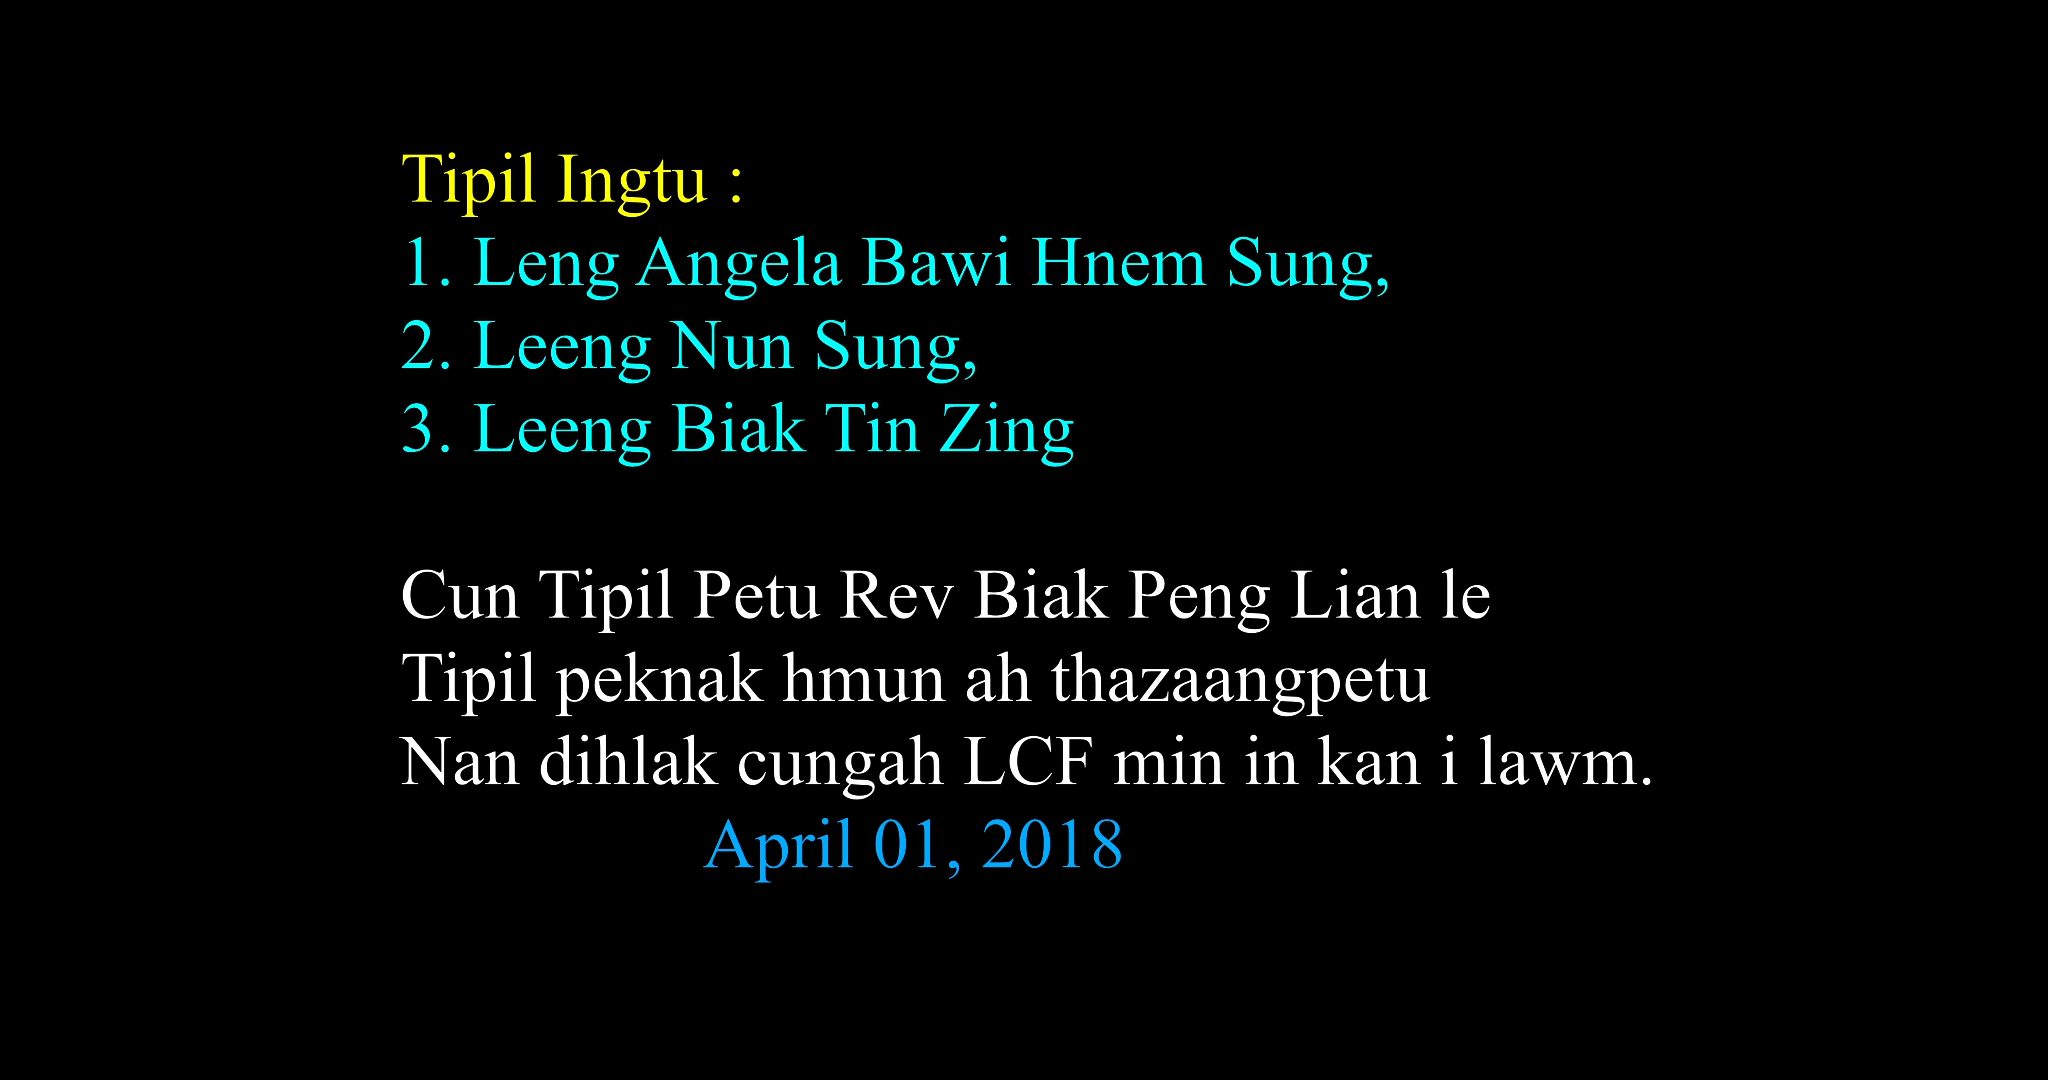 Tipil Ingtu :
1. Leng Angela Bawi Hnem Sung,
2. Leeng Nun Sung,
3. Leeng Biak Tin Zing
Cun Tipil Petu Rev Biak Peng Lian le
Tipil peknak hmun ah thazaangpetu
Nan dihlak cungah LCF min in kan i lawm.
April 01, 2018